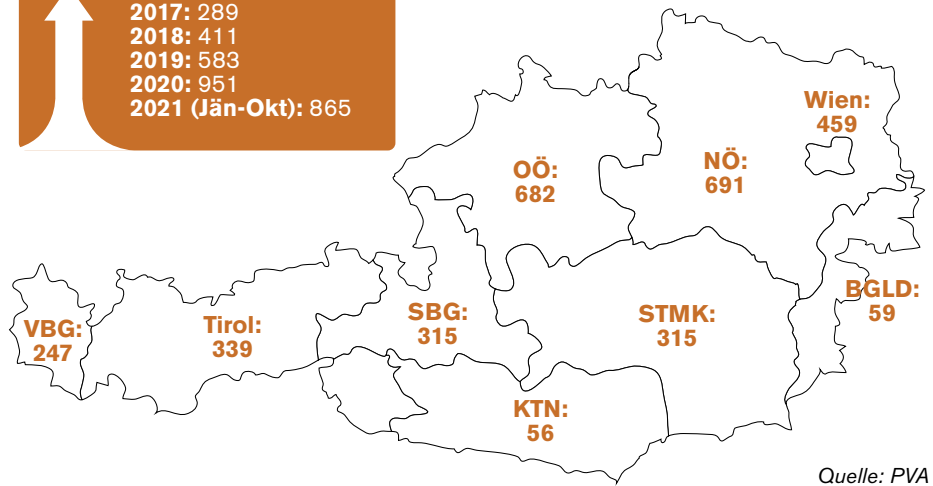 2017: 289
2018: 411
2019: 583
2020: 951
2021 (Jän-Okt): 865
Wien:
459
NÖ:
691
OÖ:
682
BGLD:
59
SBG:
315
STMK:
315
Tirol:
339
VBG:
247
KTN:
56
Quelle: PVA